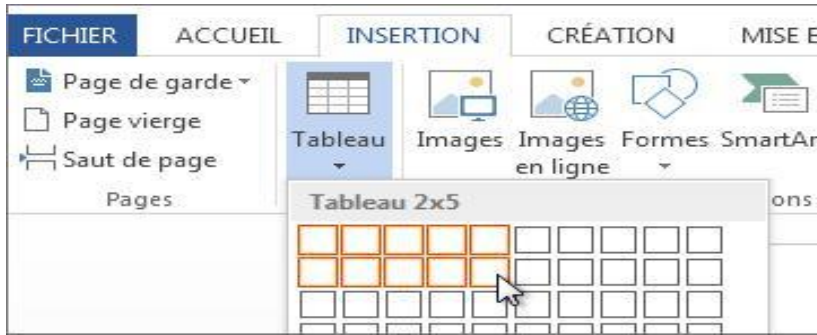 FICHIER ACCUEIL INSERTION CRÉATION MISE E
Page de garde
Page vierge
Saut de page
Pages
Tableau
Images
Images
en ligne
Formes
SmartAr
ons
Tableau 2x5